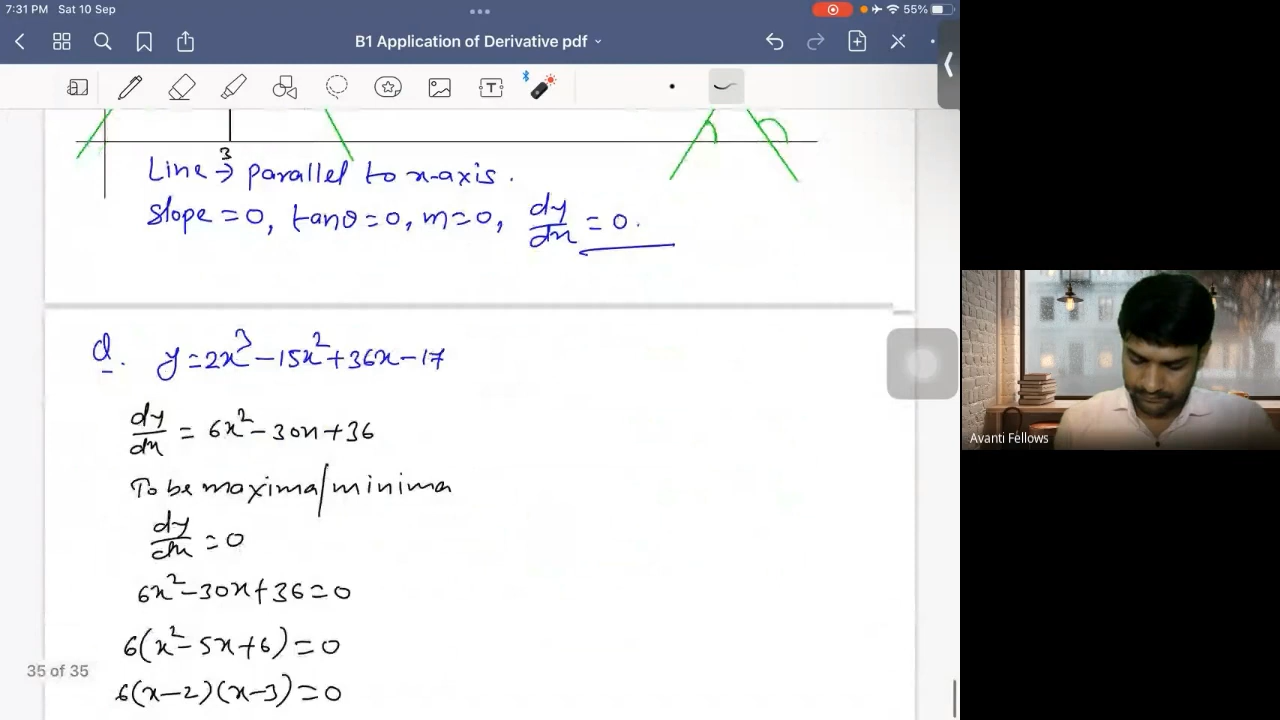 7:31 PM Sat 10 Sep
55%
B1 Application of Derivative pdf
T
3
Line → parallel to x-axis.
Slope = 0, tanθ = 0, m = 0, dy/dx = 0.
Q. y = 2x³ - 15x² + 36x - 17
dy/dx = 6x² - 30x + 36
To be maxima/minima
dy/dx = 0
6x² - 30x + 36 = 0
6(x² - 5x + 6) = 0
6(x - 2)(x - 3) = 0
35 of 35
Avanti Fellows